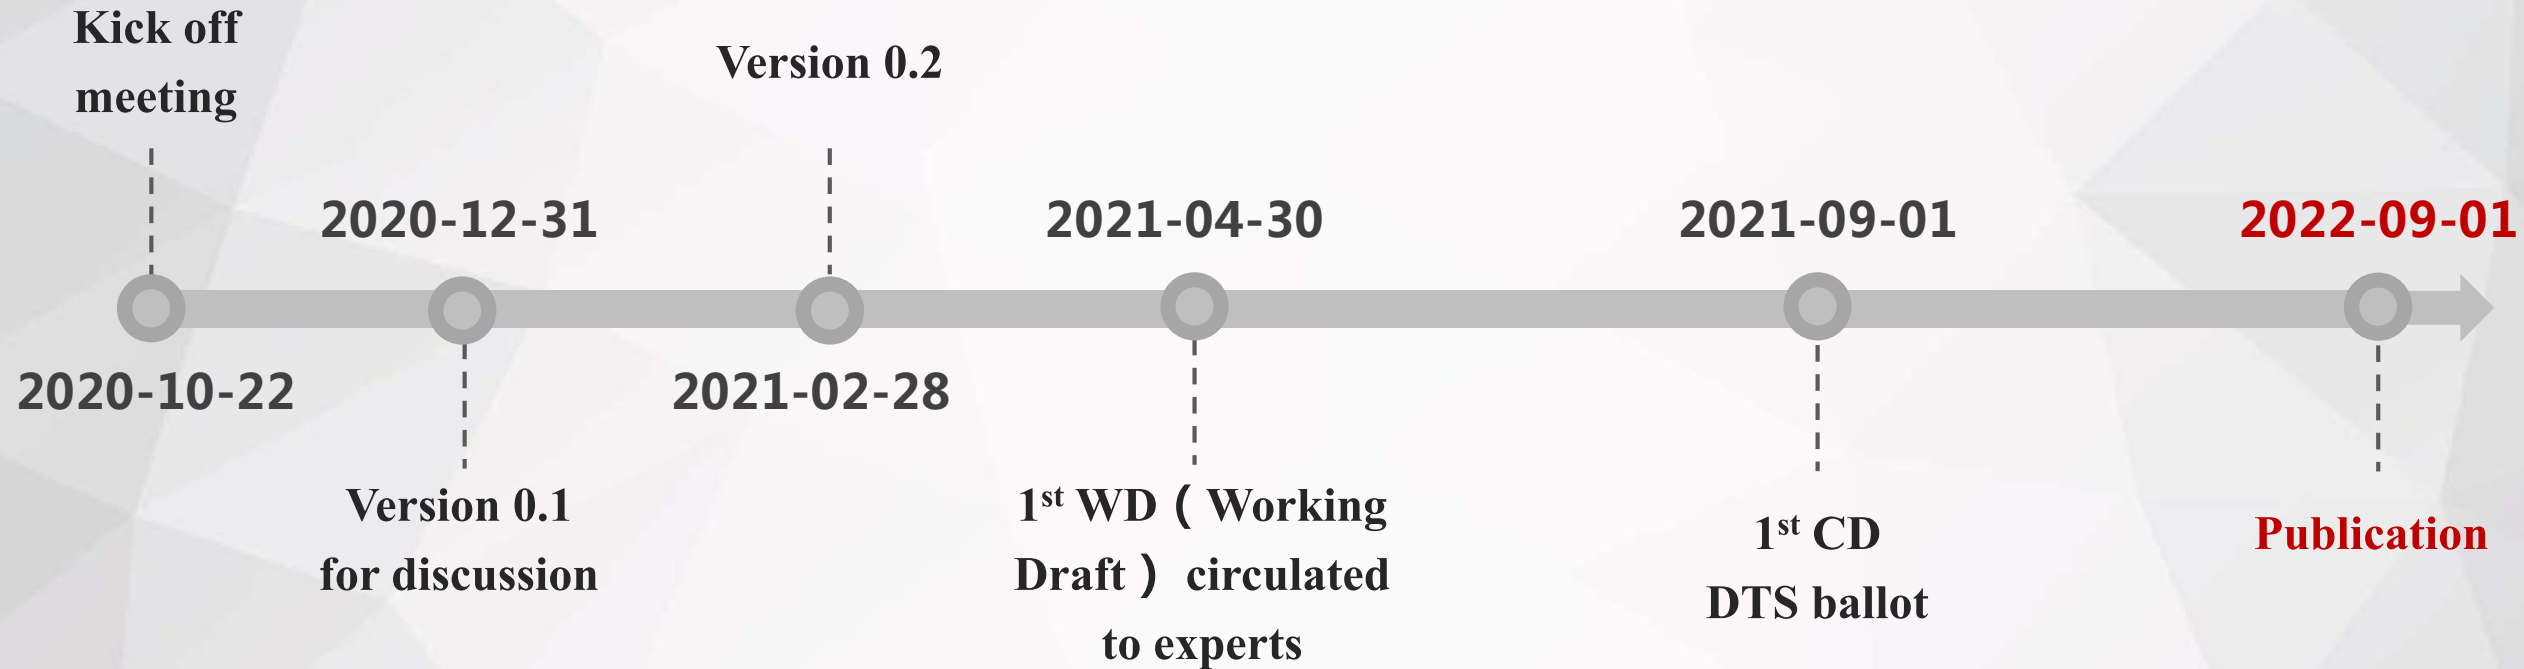 Kick off
meeting
2020-10-22
2020-12-31
Version 0.1
for discussion
Version 0.2
2021-02-28
2021-04-30
1st WD（Working
Draft） circulated
to experts
2021-09-01
1st CD
DTS ballot
2022-09-01
Publication